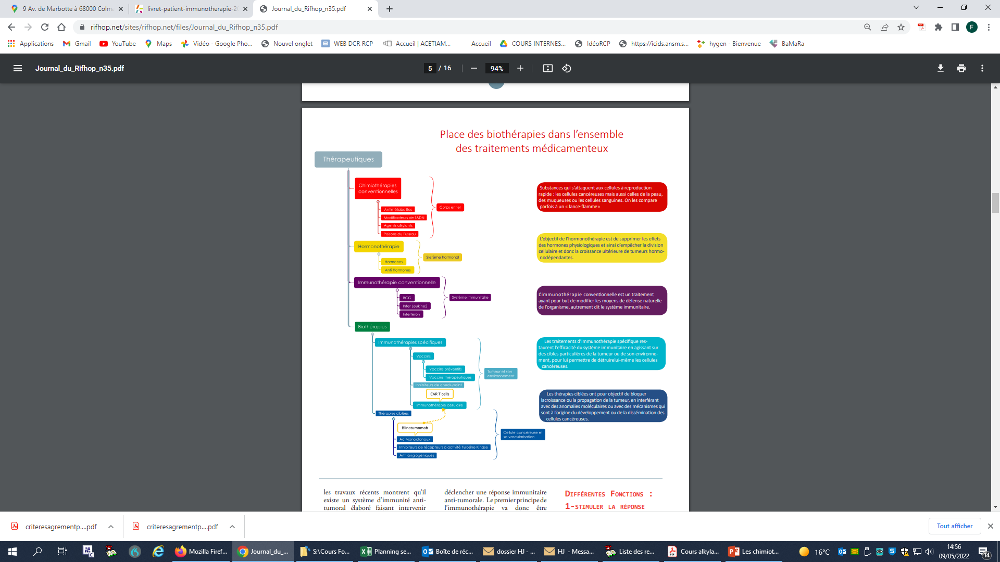 9 Av. de Marbotte à 68000 Colma
livret-patient-immunotherapie-2
Journal_du_Rifhop_n35.pdf
rifhop.net/sites/rifhop.net/files/Journal_du_Rifhop_n35.pdf
F
Applications
Gmail
YouTube
Maps
Vidéo - Google Pho...
Nouvel onglet
WEB DCR RCP
Accueil | ACETIAM...
Accueil
COURS INTERNES...
IdéoRCP
https://icids.ansm.s...
hygen - Bienvenue
BaMaRa
Journal_du_Rifhop_n35.pdf
5 / 16
94%
Place des biothérapies dans l'ensemble
des traitements médicamenteux
Thérapeutiques
Chimiothérapies
conventionnelles
Antimétabolites
Modificateurs de l'ADN
Agents alkylants
Poisons du Fuseau
Corps entier
Substances qui s'attaquent aux cellules à reproduction
rapide : les cellules cancéreuses mais aussi celles de la peau,
des muqueuses ou les cellules sanguines. On les compare
parfois à un « lance-flamme»
Hormonothérapie
Hormones
Anti Hormones
Système hormonal
L'objectif de l'hormonothérapie est de supprimer les effets
des hormones physiologiques et ainsi d'empêcher la division
cellulaire et donc la croissance ultérieure de tumeurs hormo-
nodépendantes.
Immunothérapie conventionnelle
BCG
Inter Leukine2
Interféron
Système immunitaire
L'immunothérapie conventionnelle est un traitement
ayant pour but de modifier les moyens de défense naturelle
de l'organisme, autrement dit le système immunitaire.
Biothérapies
Immunothérapies spécifiques
Vaccins
Vaccins préventifs
Vaccins thérapeutiques
Inhibiteurs de check-point
CAR T cells
Immunothérapie cellulaire
Tumeur et son
environnement
Les traitements d'immunothérapie spécifique res-
taurent l'efficacité du système immunitaire en agissant sur
des cibles particulières de la tumeur ou de son environne-
ment, pour lui permettre de détruirelui-même les cellules
cancéreuses.
Thérapies ciblées
Blinatumomab
Ac Monoclonaux
Inhibiteurs de récepteurs à activité Tyrosine Kinase
Anti angiogéniques
Cellule cancéreuse et
sa vascularisation
Les thérapies ciblées ont pour objectif de bloquer
lacroissance ou la propagation de la tumeur, en interférant
avec des anomalies moléculaires ou avec des mécanismes qui
sont à l'origine du développement ou de la dissémination des
cellules cancéreuses.
les travaux récents montrent qu'il
existe un système d'immunité anti-
tumoral élaboré faisant intervenir
déclencher une réponse immunitaire
anti-tumorale. Le premier principe de
l'immunothérapie va donc être
DIFFÉRENTES FONCTIONS :
1-STIMULER LA RÉPONSE
criteresagrementp....pdf
criteresagrementp....pdf
Tout afficher
Mozilla Firef...
Journal_du_...
S:\Cours Fo...
Planning se...
Boîte de réc...
dossier HJ - ...
HJ - Messa...
Liste des re...
Cours alkyla...
Les chimiot...
16°C
14:56
09/05/2022
14